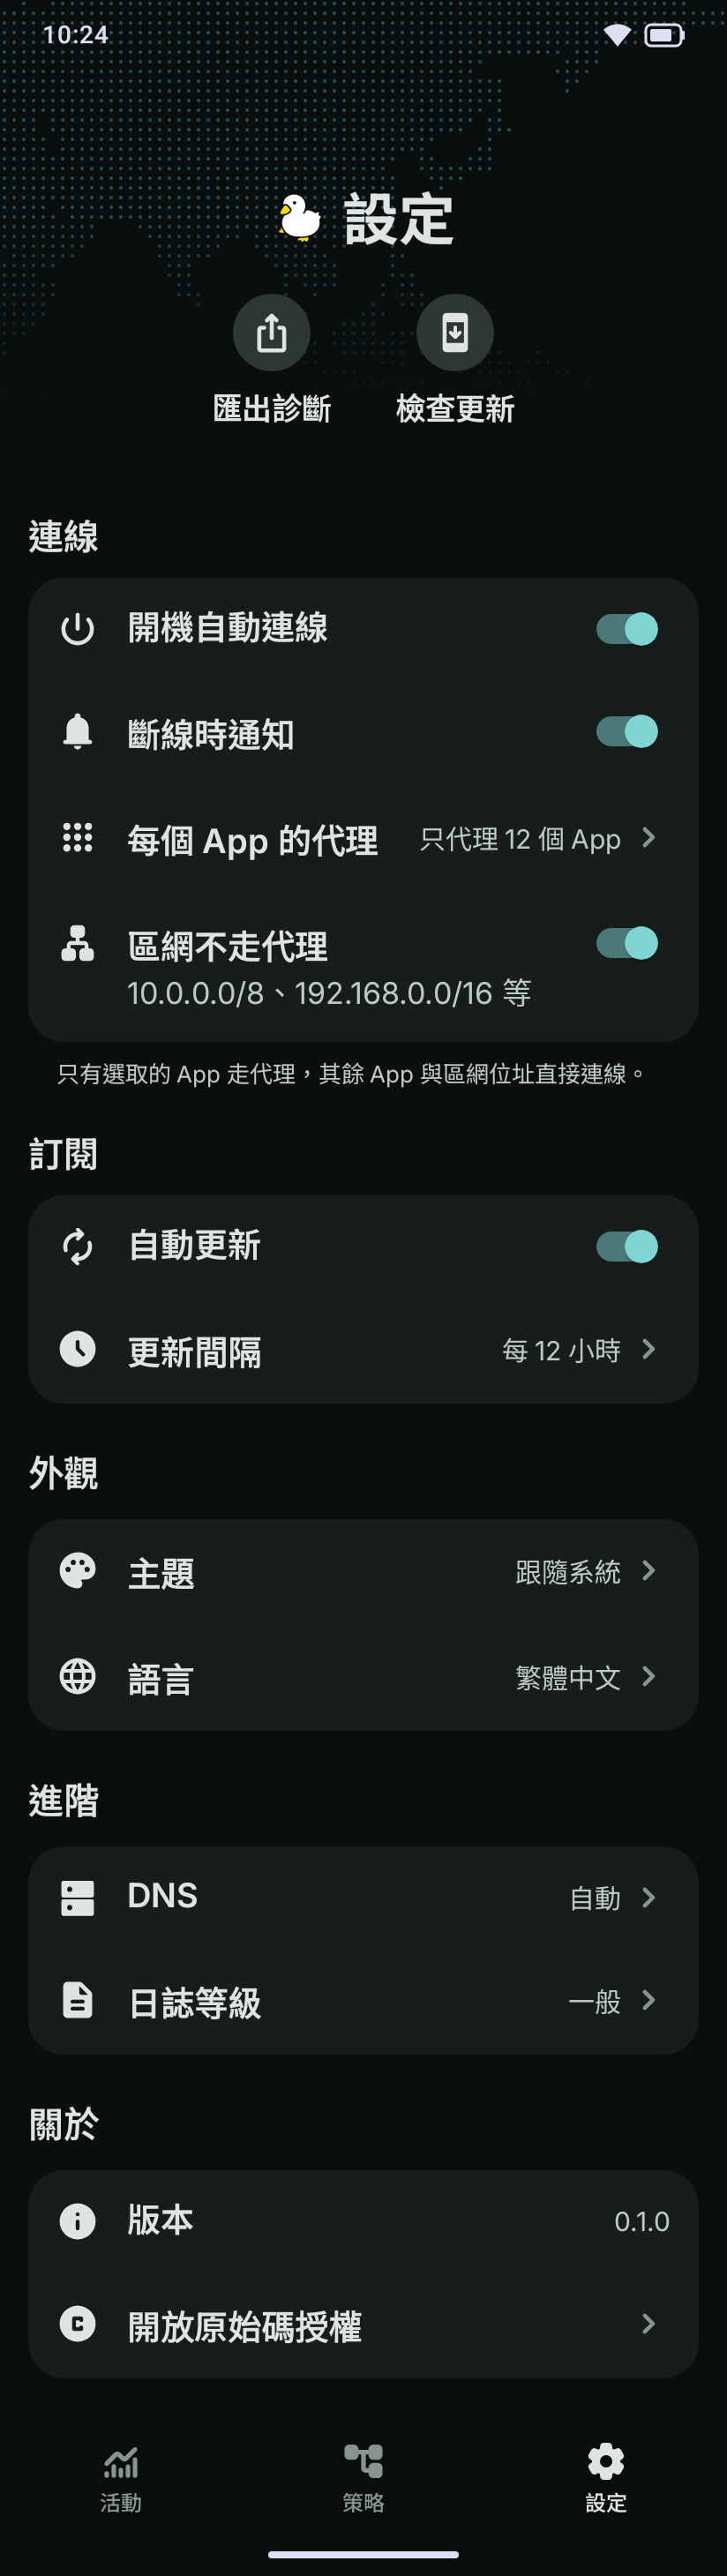 10:24
設定
匯出診斷
檢查更新
連線
開機自動連線
斷線時通知
每個 App 的代理 只代理 12 個 App
區網不走代理
10.0.0.0/8、192.168.0.0/16 等
只有選取的 App 走代理，其餘 App 與區網位址直接連線。
訂閱
自動更新
更新間隔 每 12 小時
外觀
主題 跟隨系統
語言 繁體中文
進階
DNS 自動
日誌等級 一般
關於
版本 0.1.0
開放原始碼授權
活動
策略
設定